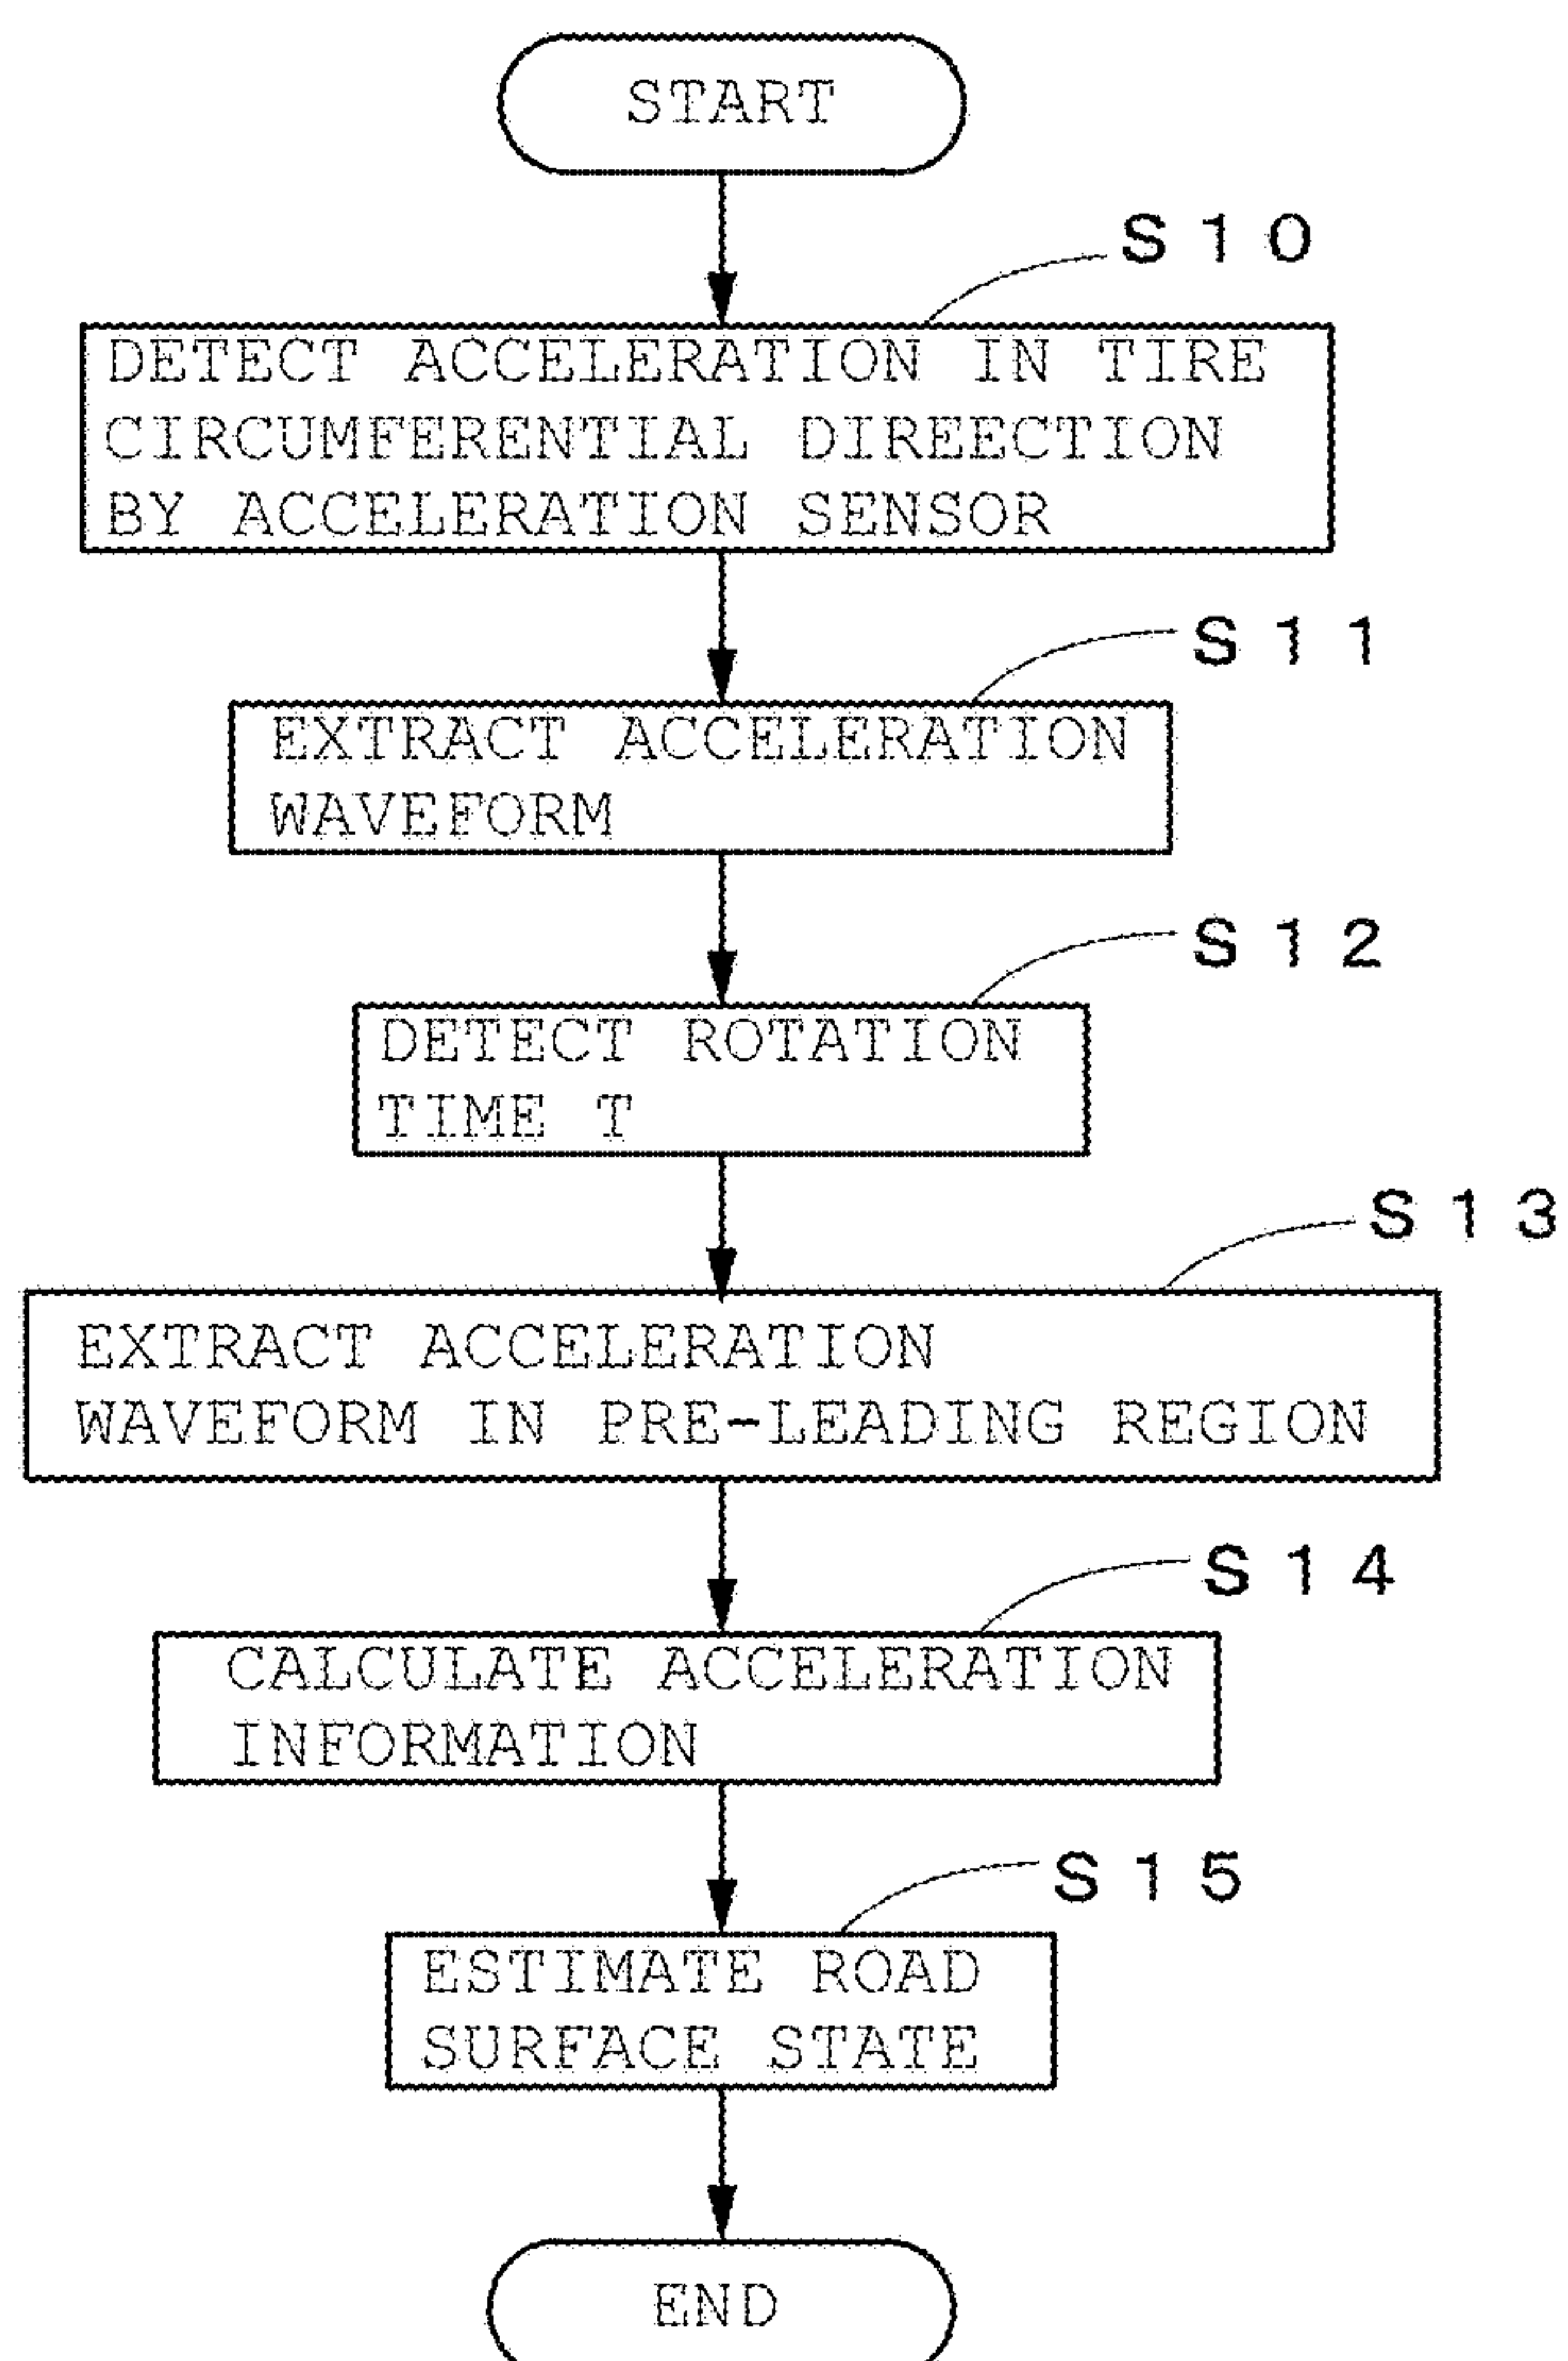 START
S10
DETECT ACCELERATION IN TIRE
CIRCUMFERENTIAL DIREECTION
BY ACCELERATION SENSOR
S11
EXTRACT ACCELERATION
WAVEFORM
S12
DETECT ROTATION
TIME T
S13
EXTRACT ACCELERATION
WAVEFORM IN PRE-LEADING REGION
S14
CALCULATE ACCELERATION
INFORMATION
S15
ESTIMATE ROAD
SURFACE STATE
END